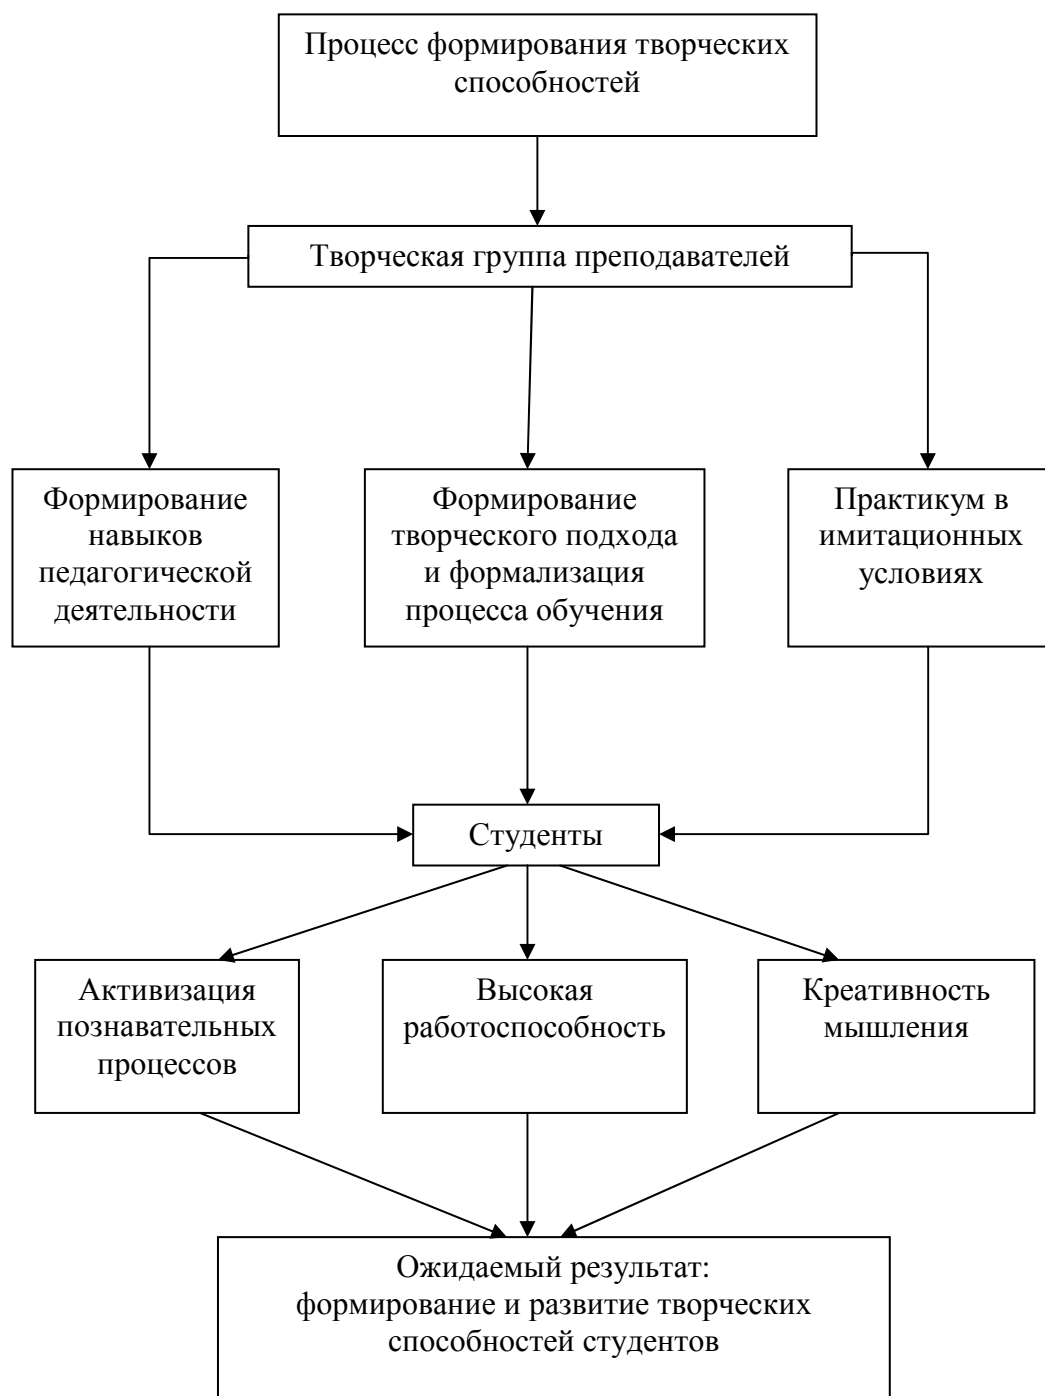 Процесс формирования творческих
способностей
Творческая группа преподавателей
Формирование
навыков
педагогической
деятельности
Формирование
творческого подхода
и формализация
процесса обучения
Практикум в
имитационных
условиях
Студенты
Активизация
познавательных
процессов
Высокая
работоспособность
Креативность
мышления
Ожидаемый результат:
формирование и развитие творческих
способностей студентов